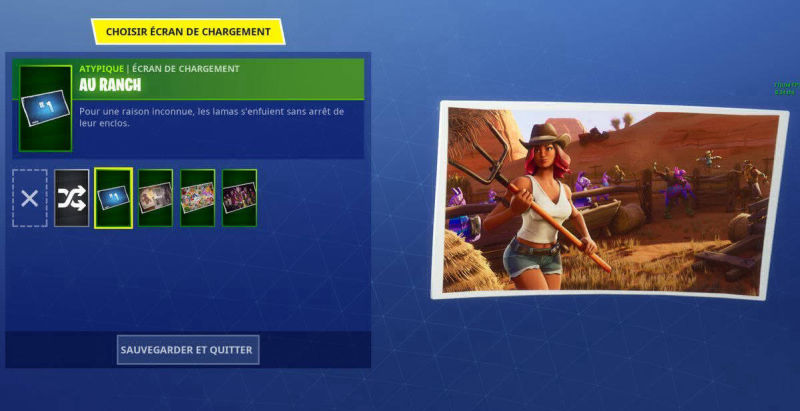 CHOISIR ÉCRAN DE CHARGEMENT
ATYPIQUE | ÉCRAN DE CHARGEMENT
AU RANCH
Pour une raison inconnue, les lamas s'enfuient sans arrêt de
leur enclos.
SAUVEGARDER ET QUITTER